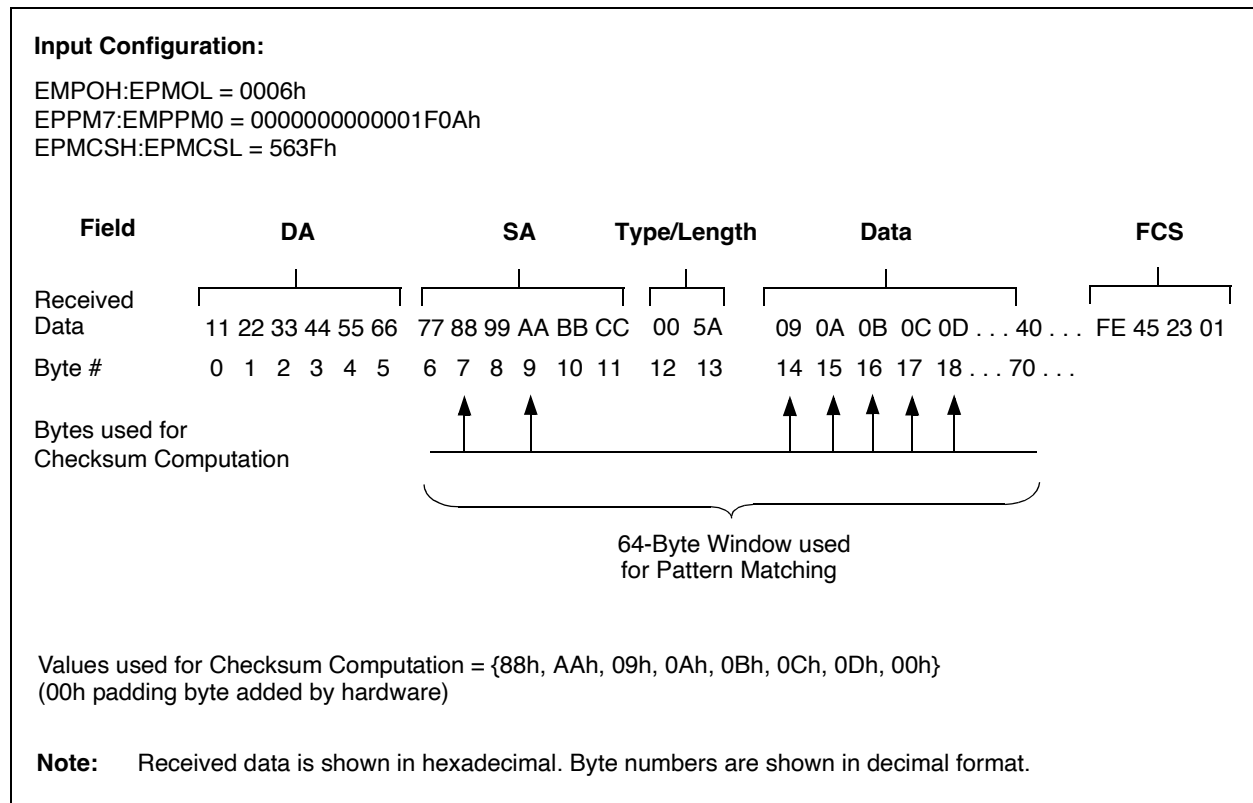 Input Configuration:
EMPOH:EPMOL = 0006h
EPPM7:EMPPM0 = 0000000000001F0Ah
EPMCSH:EPMCSL = 563Fh
Field DA SA Type/Length Data FCS
Received
Data 11 22 33 44 55 66 77 88 99 AA BB CC 00 5A 09 0A 0B 0C 0D . . . 40 . . . FE 45 23 01
Byte # 0 1 2 3 4 5 6 7 8 9 10 11 12 13 14 15 16 17 18 . . . 70 . . .
Bytes used for
Checksum Computation
64-Byte Window used
for Pattern Matching
Values used for Checksum Computation = {88h, AAh, 09h, 0Ah, 0Bh, 0Ch, 0Dh, 00h}
(00h padding byte added by hardware)
Note: Received data is shown in hexadecimal. Byte numbers are shown in decimal format.